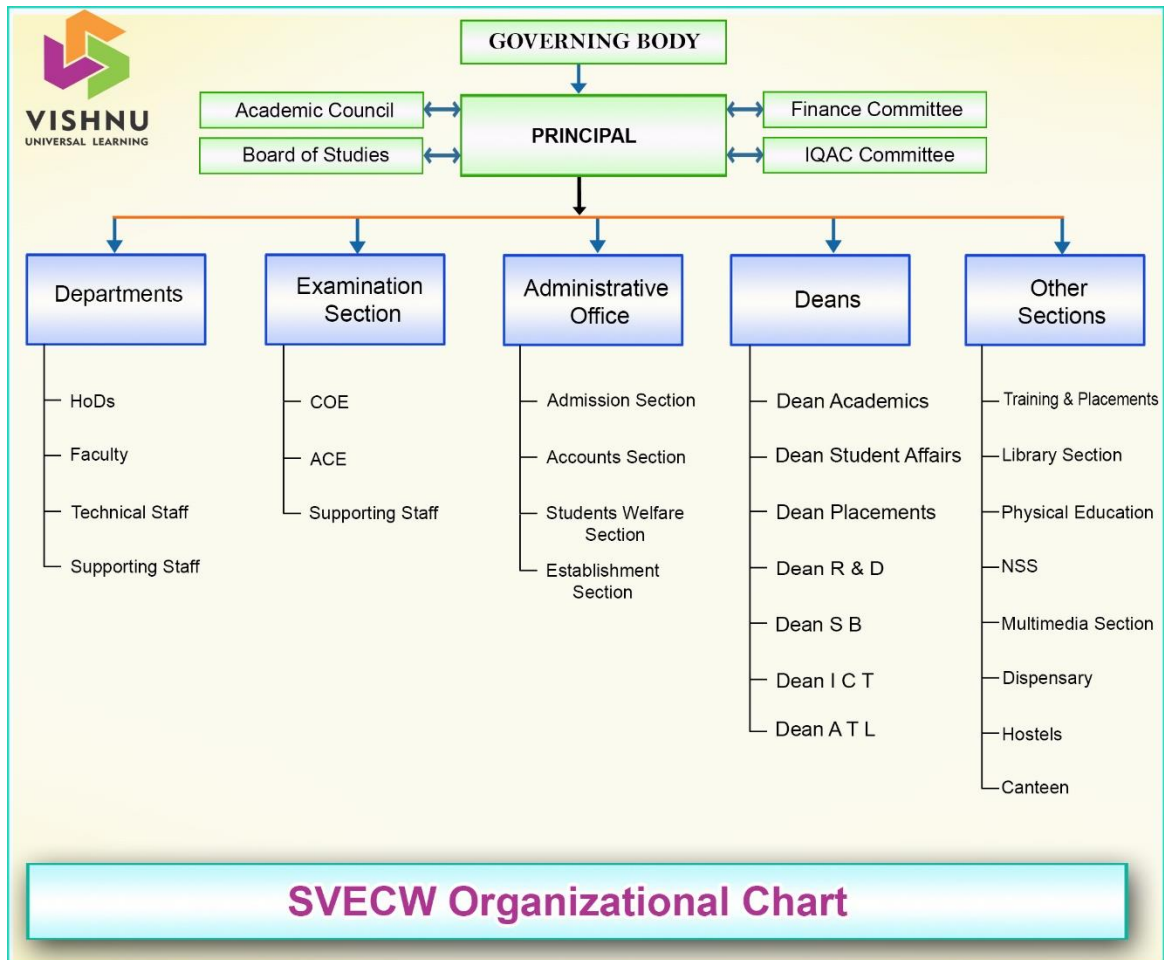 VISHNU
UNIVERSAL LEARNING
GOVERNING BODY
Academic Council
Board of Studies
PRINCIPAL
Finance Committee
IQAC Committee
Departments
HoDs
Faculty
Technical Staff
Supporting Staff
Examination
Section
COE
ACE
Supporting Staff
Administrative
Office
Admission Section
Accounts Section
Students Welfare
Section
Establishment
Section
Deans
Dean Academics
Dean Student Affairs
Dean Placements
Dean R & D
Dean S B
Dean I C T
Dean A T L
Other
Sections
Training & Placements
Library Section
Physical Education
NSS
Multimedia Section
Dispensary
Hostels
Canteen
SVECW Organizational Chart